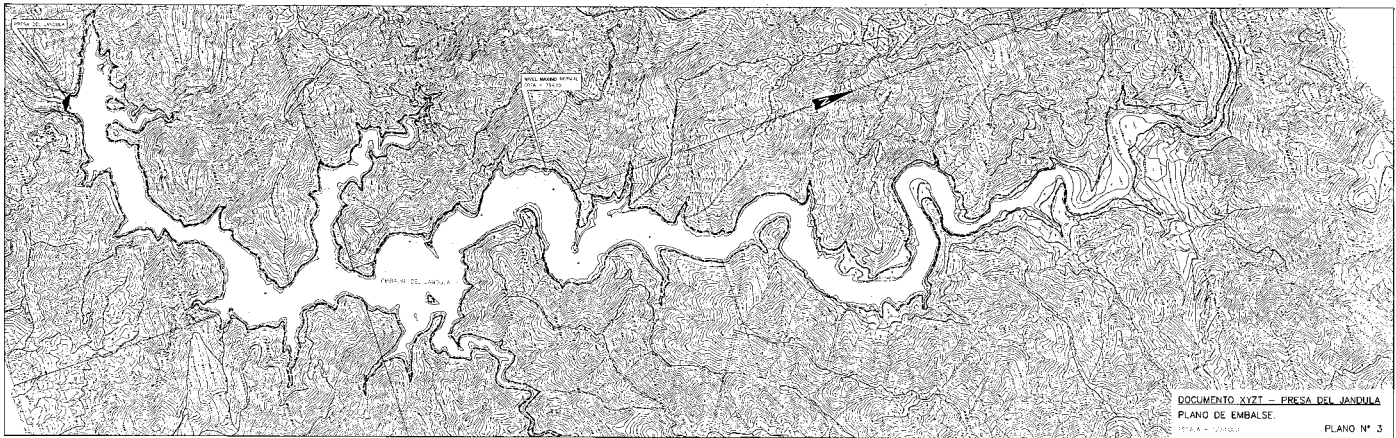 PRESA DEL JANDULA
NIVEL MAXIMO NORMAL
COTA =
EMBALSE DEL JANDULA
DOCUMENTO XYZT - PRESA DEL JANDULA
PLANO DE EMBALSE.
PLANO N° 3